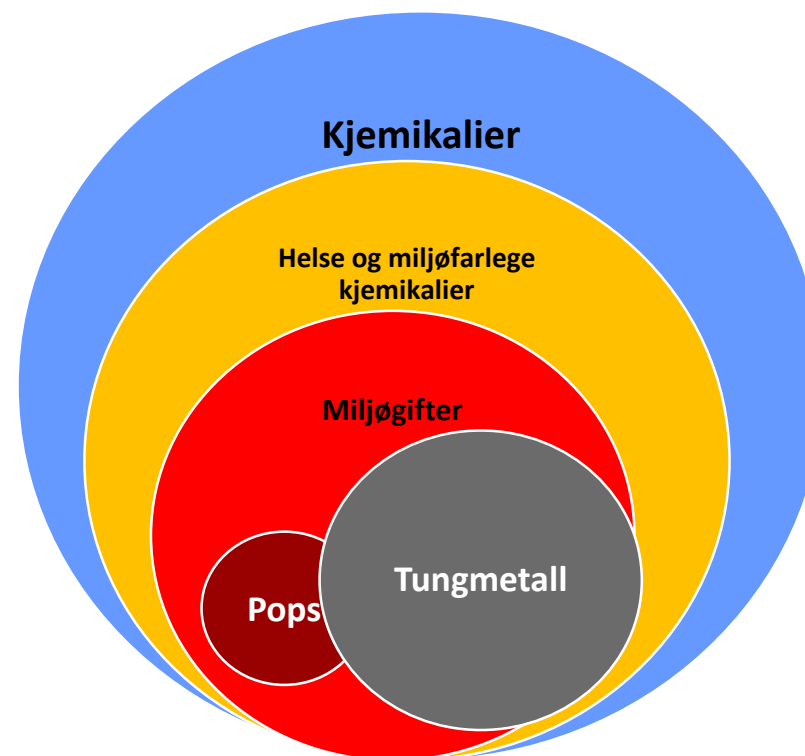 Kjemikalier
Helse og miljøfarlege
kjemikalier
Miljøgifter
Tungmetall
Pops